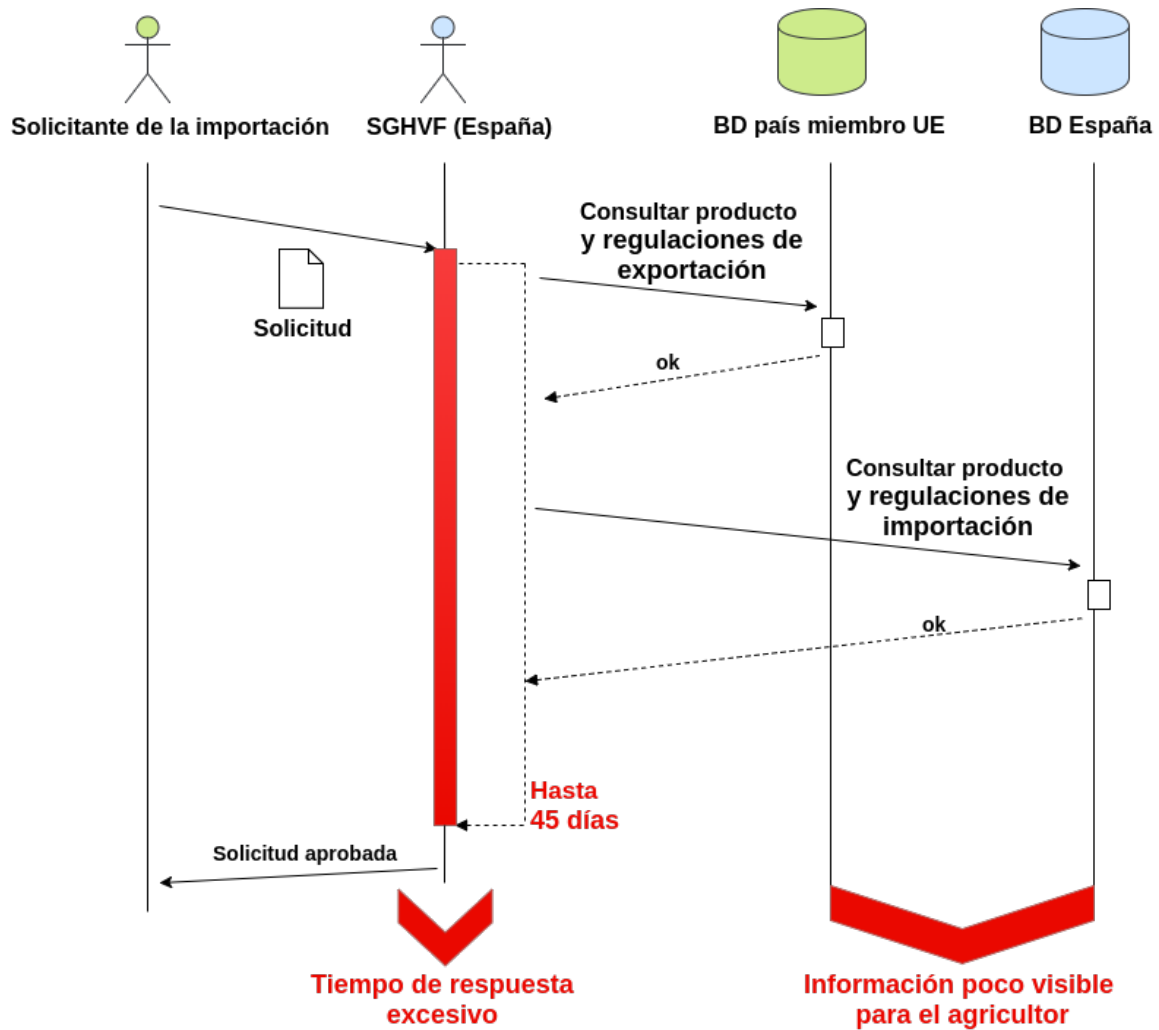 Solicitante de la importación
SGHVF (España)
BD país miembro UE
BD España
Consultar producto
y regulaciones de
exportación
Solicitud
ok
Consultar producto
y regulaciones de
importación
ok
Hasta
45 días
Solicitud aprobada
Tiempo de respuesta
excesivo
Información poco visible
para el agricultor